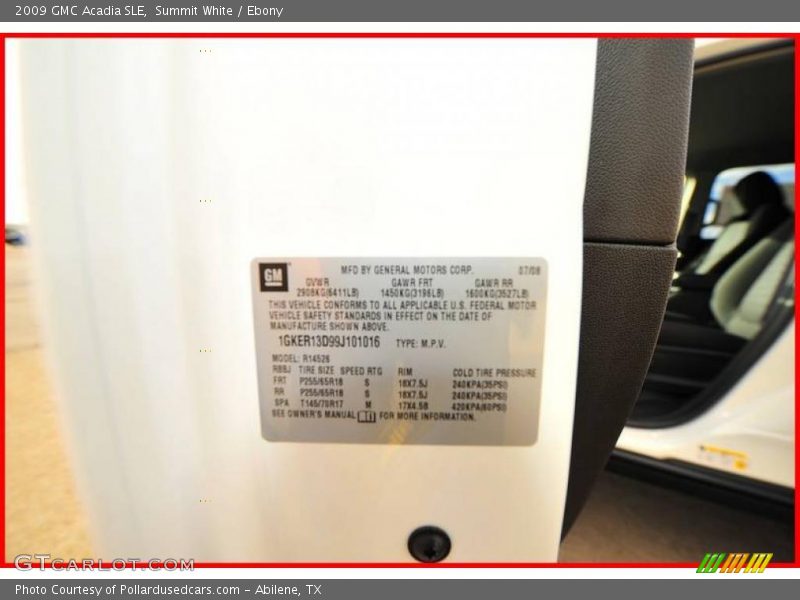 2009 GMC Acadia SLE,  Summit White / Ebony
GM
MFD BY GENERAL MOTORS CORP. 07/08
GVWR GAWR FRT GAWR RR
2908KG(6411LB) 1450KG(3196LB) 1600KG(3527LB)
THIS VEHICLE CONFORMS TO ALL APPLICABLE U.S. FEDERAL MOTOR
VEHICLE SAFETY STANDARDS IN EFFECT ON THE DATE OF
MANUFACTURE SHOWN ABOVE.
1GKER13D99J101016 TYPE: M.P.V.
MODEL: R14526
RBBJ TIRE SIZE SPEED RTG RIM COLD TIRE PRESSURE
FRT P255/65R18 S 18X7.5J 240KPA(35PSI)
RR P255/65R18 S 18X7.5J 240KPA(35PSI)
SPA T145/70R17 M 17X4.5B 420KPA(60PSI)
SEE OWNER'S MANUAL FOR MORE INFORMATION.
GTCARLOT.COM
Photo Courtesy of Pollardusedcars.com – Abilene, TX